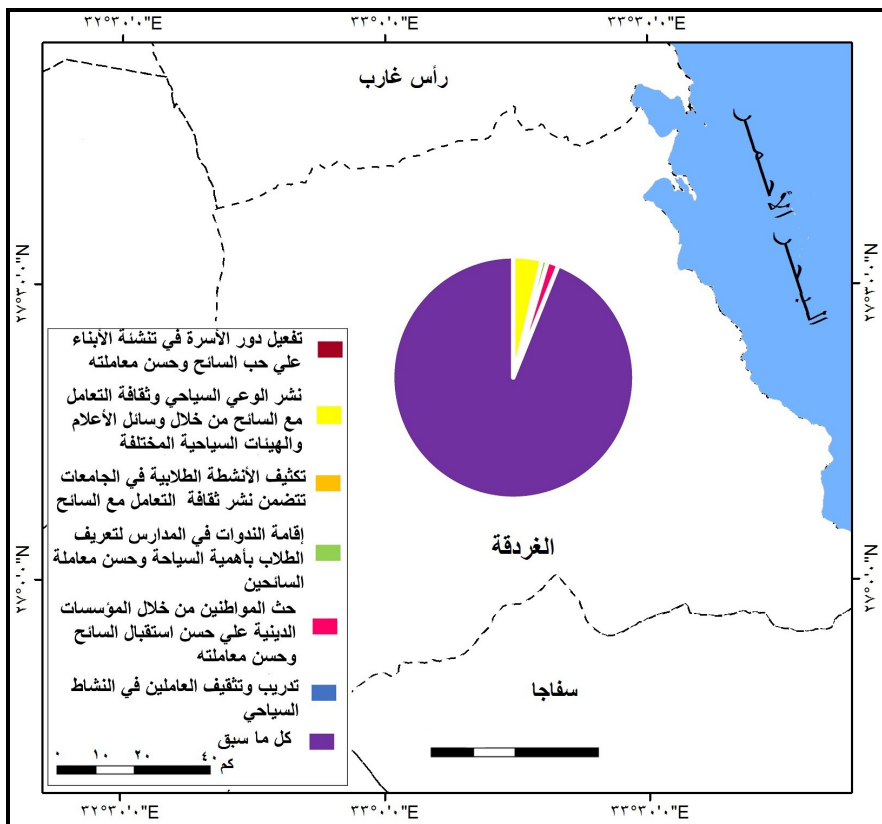 ٣٢°٣٠'٠"E
٣٣°٠'٠"E
٣٣°٣٠'٠"E
رأس غارب
البحر الأحمر
٢٧°٣٠'٠"N
٢٧°٣٠'٠"N
الغردقة
٢٧°٠'٠"N
٢٧°٠'٠"N
سفاجا
تفعيل دور الأسرة في تنشئة الأبناء
علي حب السائح وحسن معاملته
نشر الوعي السياحي وثقافة التعامل
مع السائح من خلال وسائل الأعلام
والهيئات السياحية المختلفة
تكثيف الأنشطة الطلابية في الجامعات
تتضمن نشر ثقافة التعامل مع السائح
إقامة الندوات في المدارس لتعريف
الطلاب بأهمية السياحة وحسن معاملة
السائحين
حث المواطنين من خلال المؤسسات
الدينية علي حسن استقبال السائح
وحسن معاملته
تدريب وتثقيف العاملين في النشاط
السياحي
كل ما سبق
٠ ١٠ ٢٠ ٤٠
كم
٣٢°٣٠'٠"E
٣٣°٠'٠"E
٣٣°٣٠'٠"E